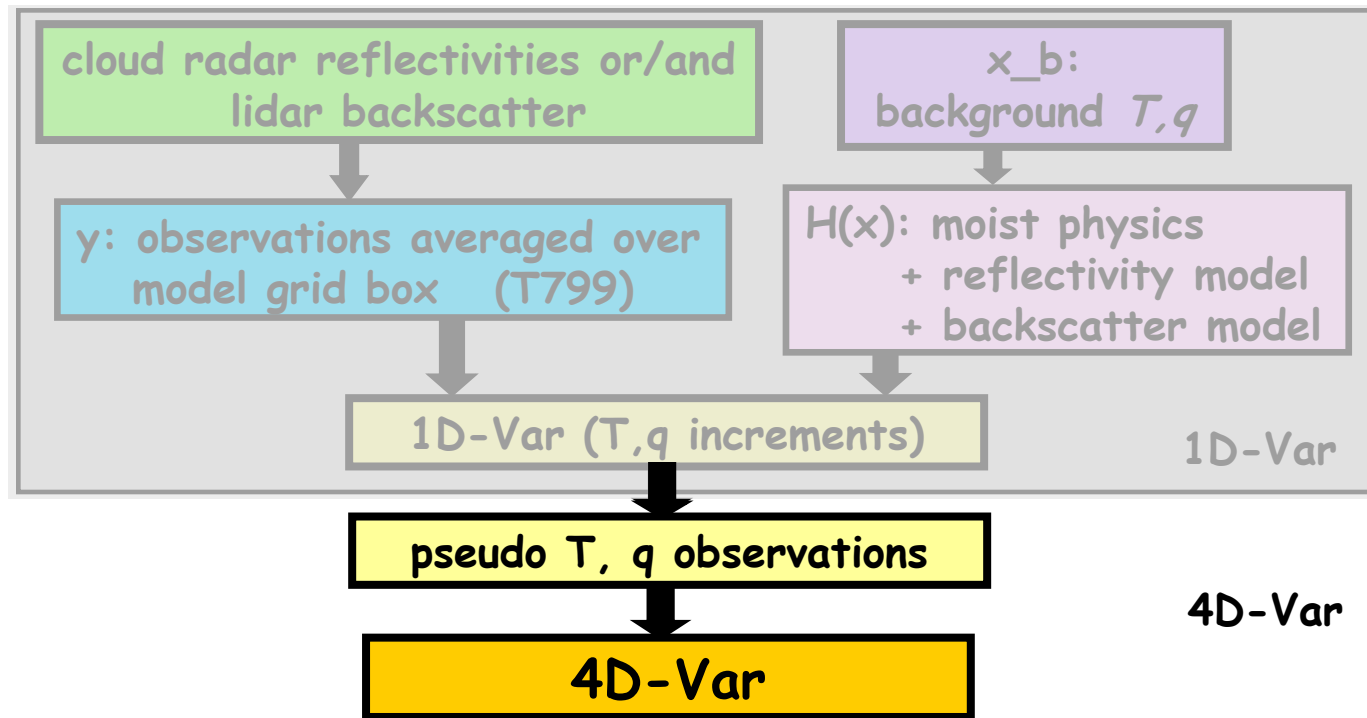 cloud radar reflectivities or/and
lidar backscatter
x_b:
background T,q
y: observations averaged over
model grid box (T799)
H(x): moist physics
+ reflectivity model
+ backscatter model
1D-Var (T,q increments)
1D-Var
pseudo T, q observations
4D-Var
4D-Var